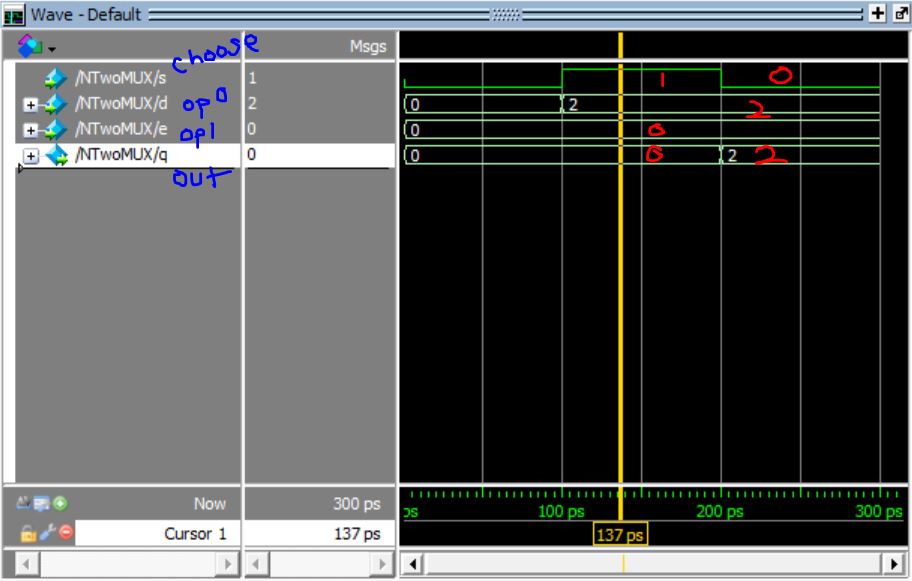 Wave - Default
choose
Msgs
/NTwoMUX/s 1 1 0
/NTwoMUX/d op0 2 0 2 2
/NTwoMUX/e op1 0 0 0
/NTwoMUX/q 0 0 0 2 2
out
Now 300 ps ps 100 ps 200 ps 300 ps
Cursor 1 137 ps 137 ps